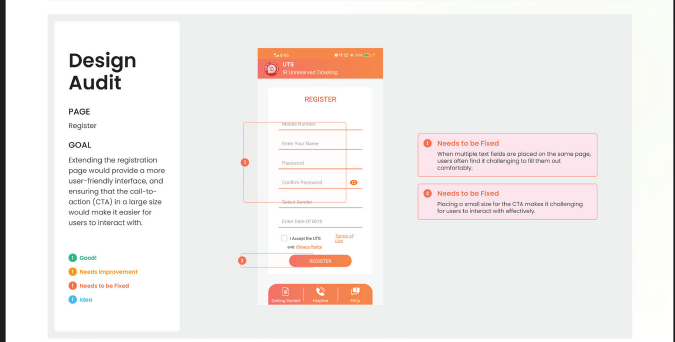 Design
Audit
PAGE
Register
GOAL
Extending the registration
page would provide a more
user-friendly interface, and
ensuring that the call-to-
action (CTA) in a large size
would make it easier for
users to interact with.
1 Good!
1 Needs Improvement
1 Needs to be Fixed
1 Idea
UTS
IR Unreserved Ticketing
REGISTER
Mobile Number
Enter Your Name
Password
Confirm Password
Select Gender
Enter Date Of Birth
I Accept the UTS Terms of
Use
and Privacy Policy
REGISTER
Getting Started Helpline FAQs
1 Needs to be Fixed
When multiple text fields are placed on the same page,
users often find it challenging to fill them out
comfortably.
2 Needs to be Fixed
Placing a small size for the CTA makes it challenging
for users to interact with effectively.